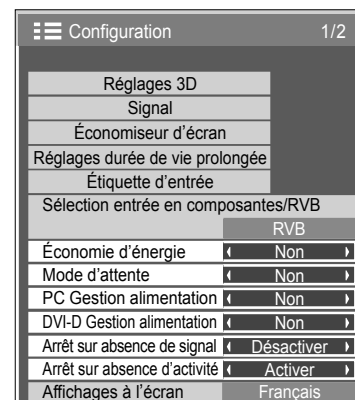 Configuration 1/2
Réglages 3D
Signal
Économiseur d'écran
Réglages durée de vie prolongée
Étiquette d'entrée
Sélection entrée en composantes/RVB
RVB
Économie d'énergie Non
Mode d'attente Non
PC Gestion alimentation Non
DVI-D Gestion alimentation Non
Arrêt sur absence de signal Désactiver
Arrêt sur absence d'activité Activer
Affichages à l'écran Français